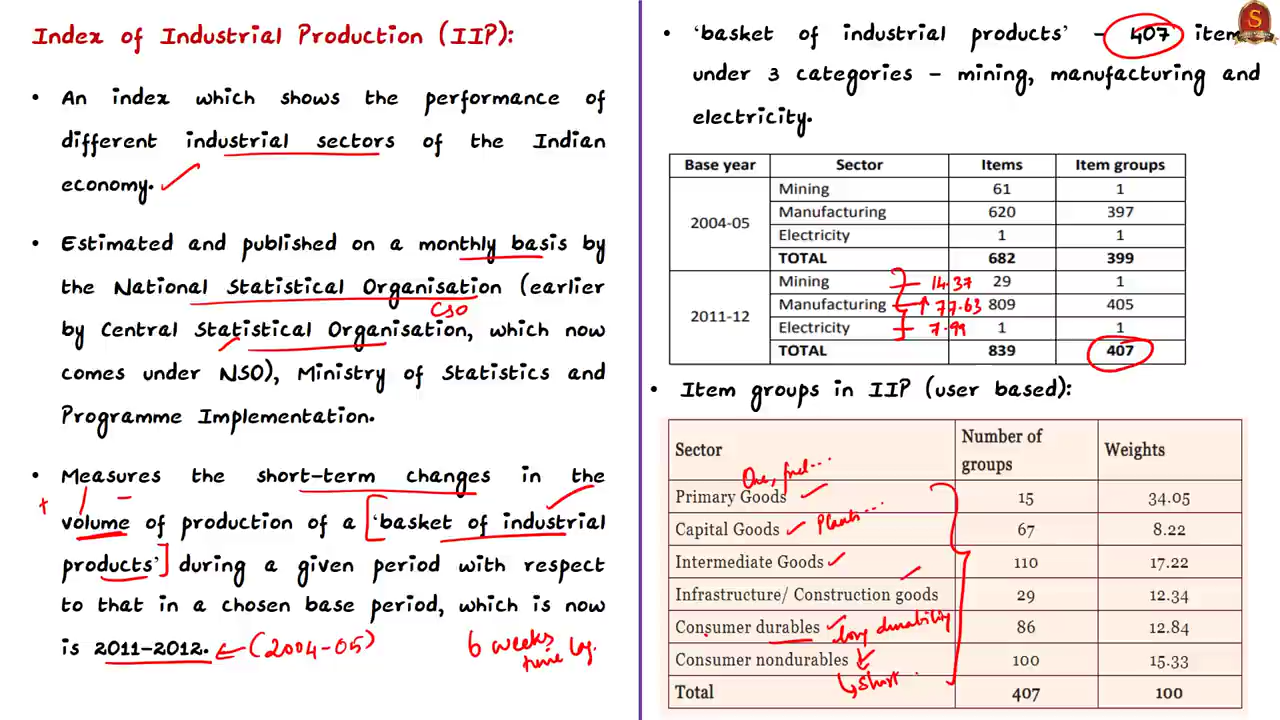 Index of Industrial Production (IIP):
• An index which shows the performance of
different industrial sectors of the Indian
economy.
• Estimated and published on a monthly basis by
the National Statistical Organisation (earlier
CSO
by Central Statistical Organisation, which now
comes under NSO), Ministry of Statistics and
Programme Implementation.
• Measures the short-term changes in the
volume of production of a 'basket of industrial
products' during a given period with respect
to that in a chosen base period, which is now
is 2011-2012. (2004-05) 6 weeks
time lag.
• 'basket of industrial products' - 407 item
under 3 categories - mining, manufacturing and
electricity.
Base year Sector Items Item groups
2004-05 Mining 61 1
Manufacturing 620 397
Electricity 1 1
TOTAL 682 399
2011-12 Mining 14.37 29 1
Manufacturing 77.63 809 405
Electricity 7.99 1 1
TOTAL 839 407
• Item groups in IIP (user based):
Sector Number of groups Weights
Ore, fuel...
Primary Goods 15 34.05
Capital Goods Plants... 67 8.22
Intermediate Goods 110 17.22
Infrastructure/ Construction goods 29 12.34
Consumer durables long durability 86 12.84
Consumer nondurables 100 15.33
short...
Total 407 100
S